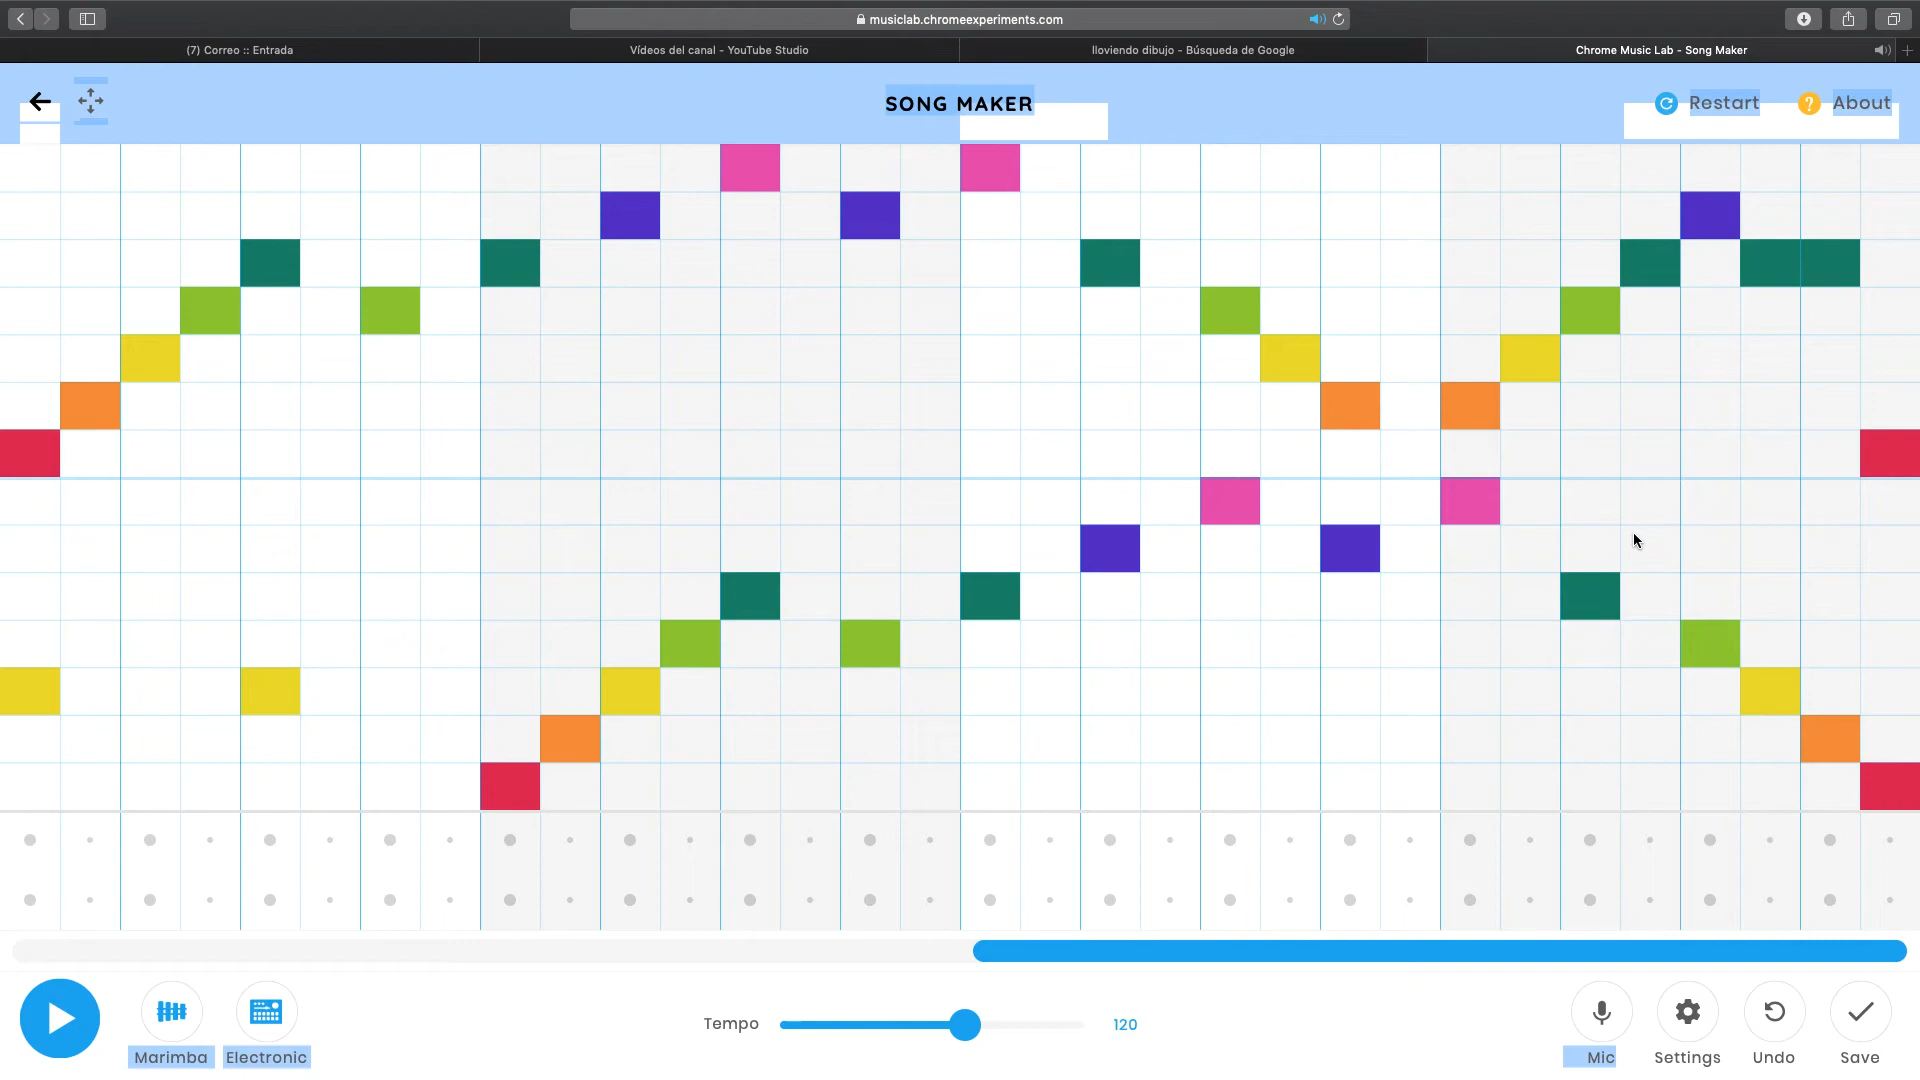 musiclab.chromeexperiments.com
(7) Correo :: Entrada
Vídeos del canal - YouTube Studio
lloviendo dibujo - Búsqueda de Google
Chrome Music Lab - Song Maker
SONG MAKER
Restart
? About
Marimba
Electronic
Tempo
120
Mic
Settings
Undo
Save